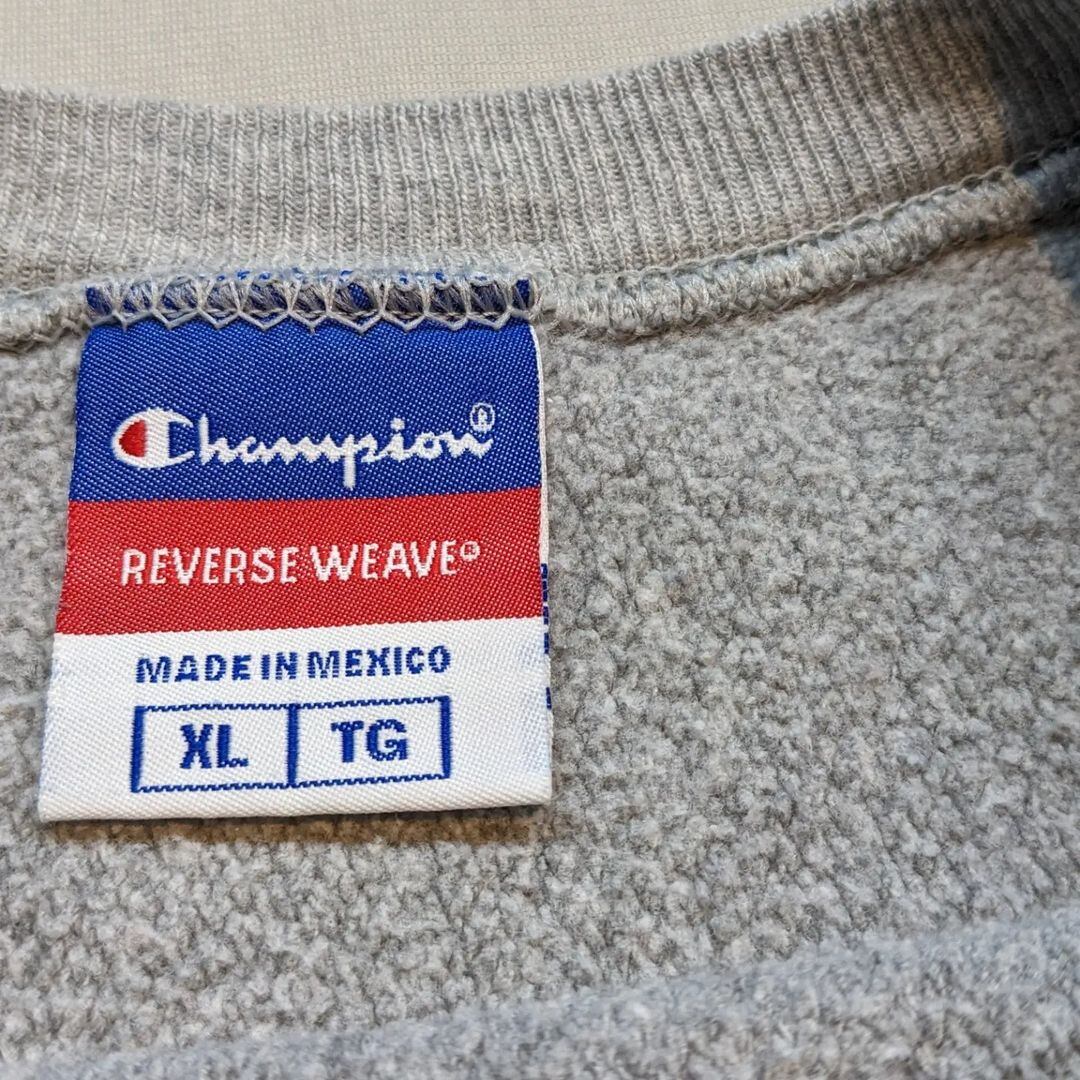 Champion®
REVERSE WEAVE®
MADE IN MEXICO
XL TG